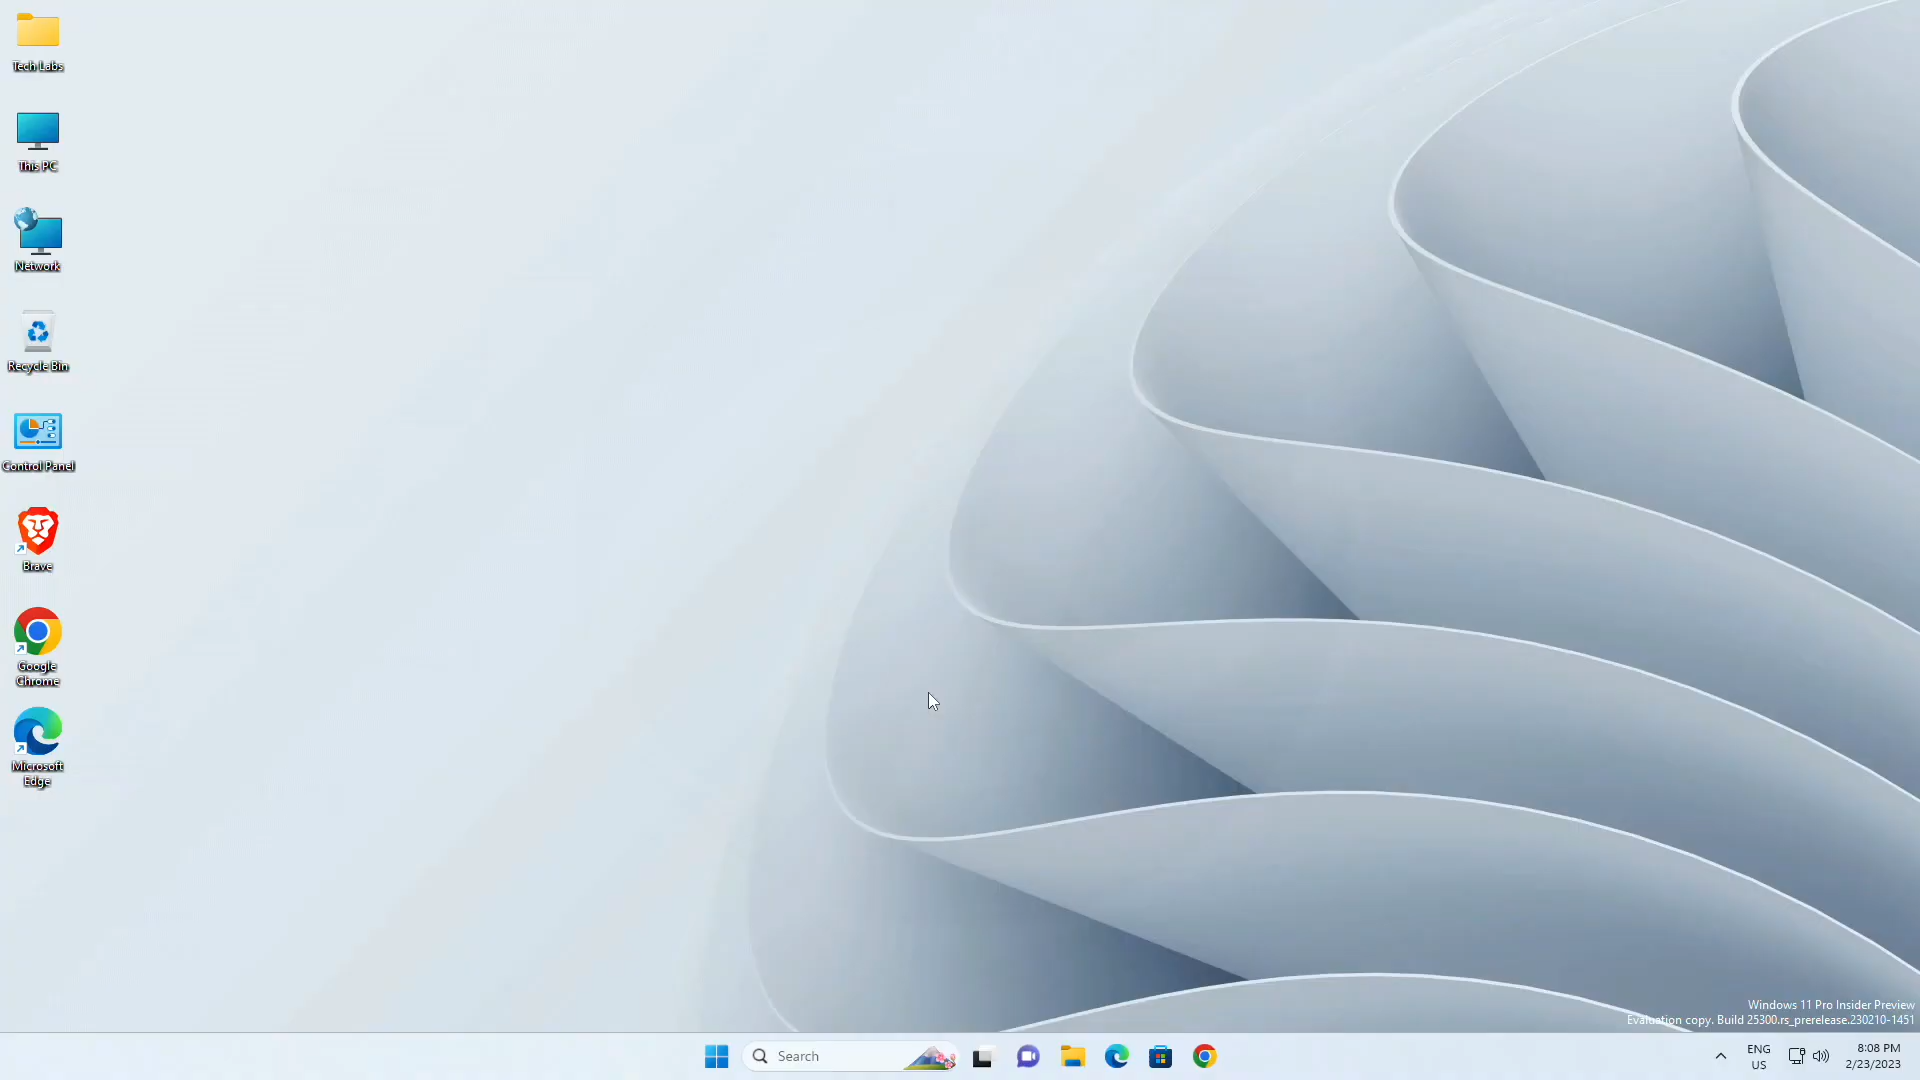 Tech Labs
This PC
Network
Recycle Bin
Control Panel
Brave
Google
Chrome
Microsoft
Edge
Windows 11 Pro Insider Preview
Evaluation copy. Build 25300.rs_prerelease.230210-1451
Search
ENG
US
8:08 PM
2/23/2023